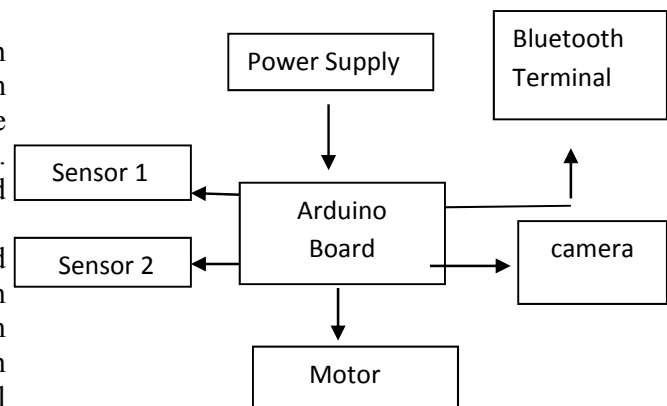 Bluetooth
Terminal
Power Supply
Sensor 1
Arduino
Board
Sensor 2
camera
Motor